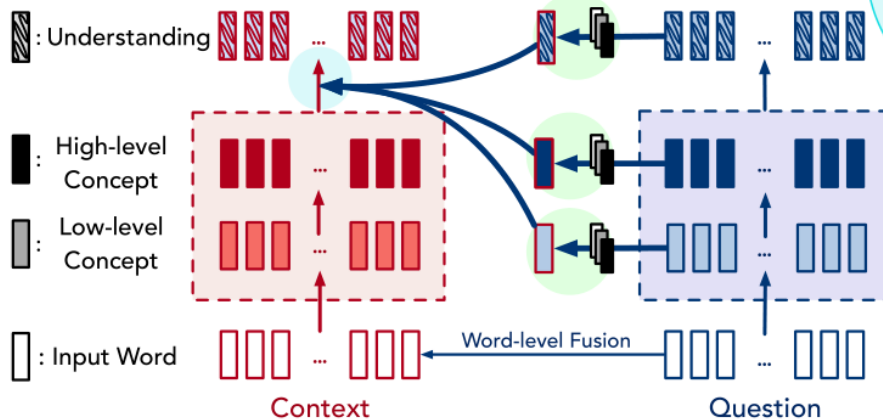 : Understanding
...
...
: High-level
Concept
...
...
: Low-level
Concept
...
...
: Input Word
...
Word-level Fusion
...
Context
Question